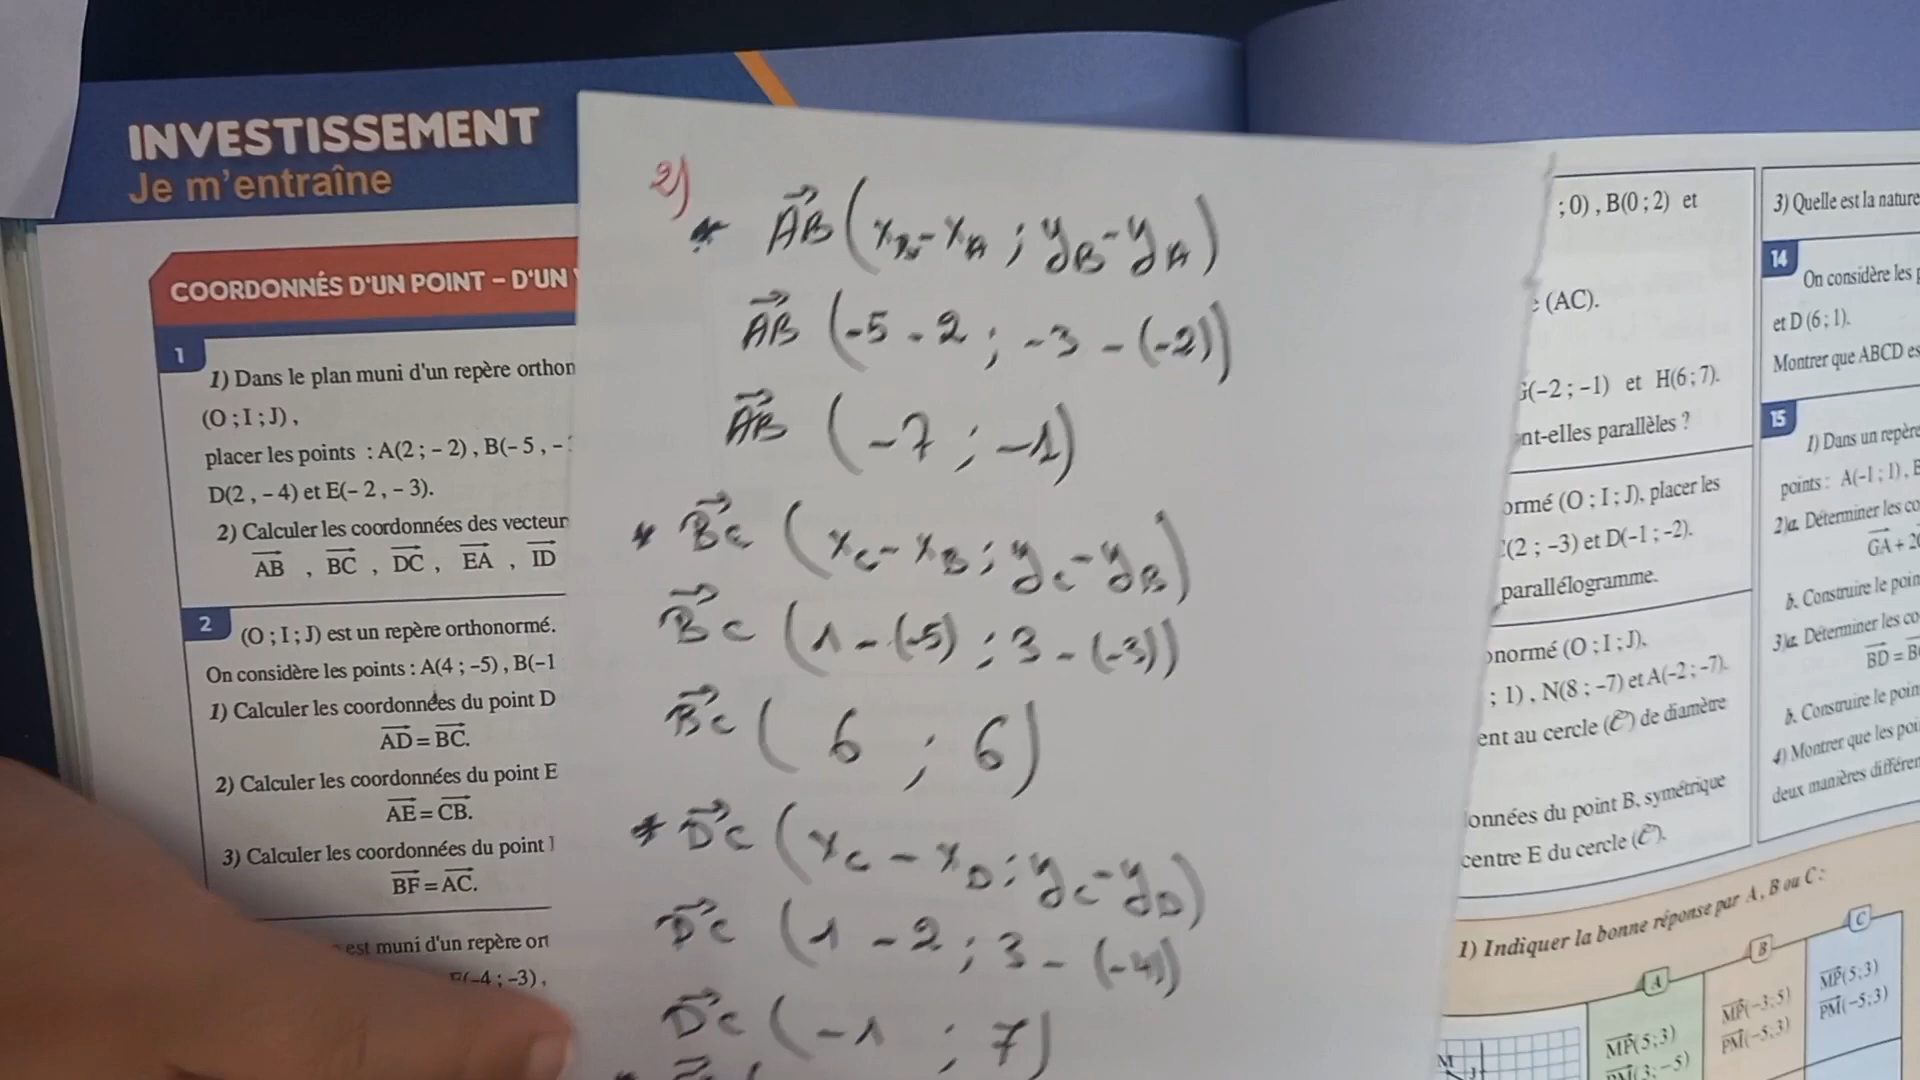 INVESTISSEMENT
Je m'entraîne
COORDONNÉS D'UN POINT – D'UN
1
1) Dans le plan muni d'un repère orthon
(O ; I ; J),
placer les points : A(2 ; – 2) , B(– 5 , –
D(2 , – 4) et E(– 2 , – 3).
2) Calculer les coordonnées des vecteur
AB , BC , DC , EA , ID
2
(O ; I ; J) est un repère orthonormé.
On considère les points : A(4 ; –5) , B(–1
1) Calculer les coordonnées du point D
AD = BC.
2) Calculer les coordonnées du point E
AE = CB.
3) Calculer les coordonnées du point
BF = AC.
est muni d'un repère ort
(–4 ; –3) ,
2)
* AB (xB - xA ; yB - yA)
AB (-5 - 2 ; -3 - (-2))
AB (-7 ; -1)
* BC (xC - xB ; yC - yB)
BC (1 - (-5) ; 3 - (-3))
BC (6 ; 6)
* DC (xC - xD ; yC - yD)
DC (1 - 2 ; 3 - (-4))
DC (-1 ; 7)
; 0) , B(0 ; 2) et
(AC).
(–2 ; –1) et H(6 ; 7).
nt-elles parallèles ?
ormé (O ; I ; J), placer les
(2 ; –3) et D(–1 ; –2).
parallélogramme.
onormé (O ; I ; J),
; 1) , N(8 ; –7) et A(–2 ; –7).
ent au cercle (C) de diamètre
onnées du point B, symétrique
centre E du cercle (C).
3) Quelle est la nature
14
On considère les
et D (6 ; 1).
Montrer que ABCD es
15
1) Dans un repère
points : A(–1 ; 1) ,
2)a. Déterminer les co
GA + 2
b. Construire le poin
3)a. Déterminer les co
BD = B
b. Construire le poin
4) Montrer que les poi
deux manières différen
1) Indiquer la bonne réponse par A, B ou C :
A
B
C
M
J
MP(5 ; 3)
PM(3 ; –5)
MP(–3 ; 5)
PM(–5 ; 3)
MP(5 ; 3)
PM(–5 ; 3)